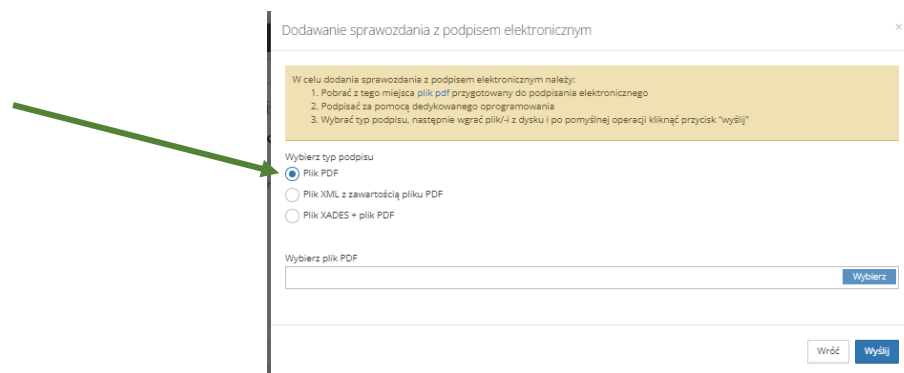 Dodawanie sprawozdania z podpisem elektronicznym ×
W celu dodania sprawozdania z podpisem elektronicznym należy:
1. Pobrać z tego miejsca plik pdf przygotowany do podpisania elektronicznego
2. Podpisać za pomocą dedykowanego oprogramowania
3. Wybrać typ podpisu, następnie wgrać plik/-i z dysku i po pomyślnej operacji kliknąć przycisk "wyślij"
Wybierz typ podpisu
Plik PDF
Plik XML z zawartością pliku PDF
Plik XADES + plik PDF
Wybierz plik PDF
Wybierz
Wróć Wyślij